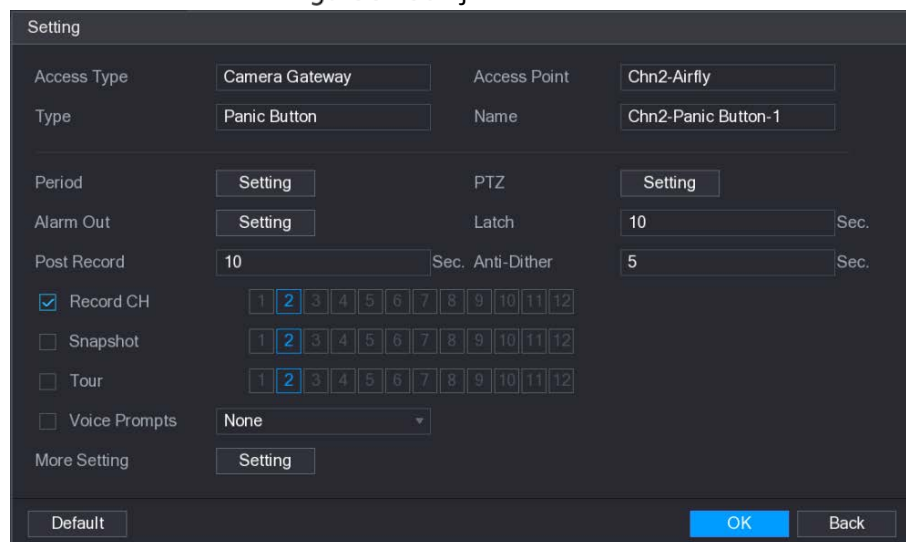 Setting
Access Type Camera Gateway Access Point Chn2-Airfly
Type Panic Button Name Chn2-Panic Button-1
Period Setting PTZ Setting
Alarm Out Setting Latch 10 Sec.
Post Record 10 Sec. Anti-Dither 5 Sec.
Record CH 1 2 3 4 5 6 7 8 9 10 11 12
Snapshot 1 2 3 4 5 6 7 8 9 10 11 12
Tour 1 2 3 4 5 6 7 8 9 10 11 12
Voice Prompts None
More Setting Setting
Default OK Back